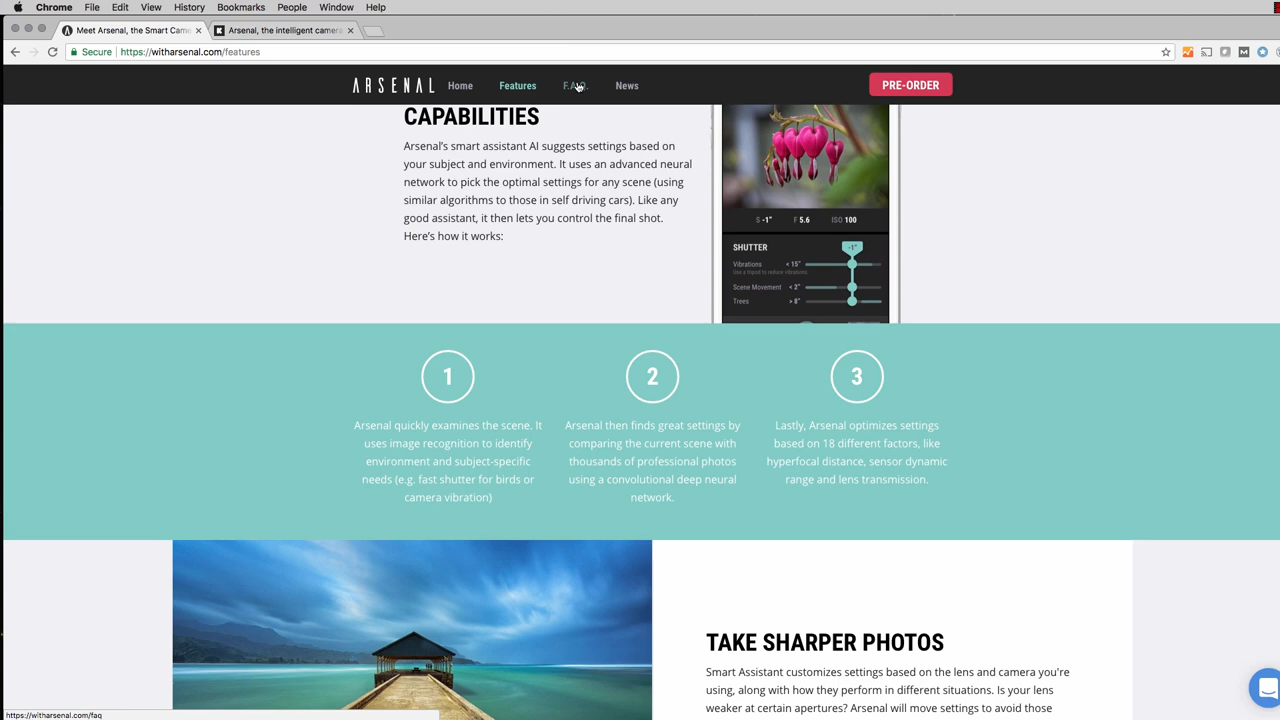 Chrome File Edit View History Bookmarks People Window Help
Meet Arsenal, the Smart Came
Arsenal, the intelligent camera
Secure https://witharsenal.com/features
ARSENAL Home Features F.A.Q. News PRE-ORDER
CAPABILITIES
Arsenal's smart assistant AI suggests settings based on
your subject and environment. It uses an advanced neural
network to pick the optimal settings for any scene (using
similar algorithms to those in self driving cars). Like any
good assistant, it then lets you control the final shot.
Here's how it works:
S -1" F 5.6 ISO 100
SHUTTER -1"
Vibrations < 15"
Use a tripod to reduce vibrations
Scene Movement < 2"
Trees > 8"
1
Arsenal quickly examines the scene. It
uses image recognition to identify
environment and subject-specific
needs (e.g. fast shutter for birds or
camera vibration)
2
Arsenal then finds great settings by
comparing the current scene with
thousands of professional photos
using a convolutional deep neural
network.
3
Lastly, Arsenal optimizes settings
based on 18 different factors, like
hyperfocal distance, sensor dynamic
range and lens transmission.
TAKE SHARPER PHOTOS
Smart Assistant customizes settings based on the lens and camera you're
using, along with how they perform in different situations. Is your lens
weaker at certain apertures? Arsenal will move settings to avoid those
https://witharsenal.com/faq